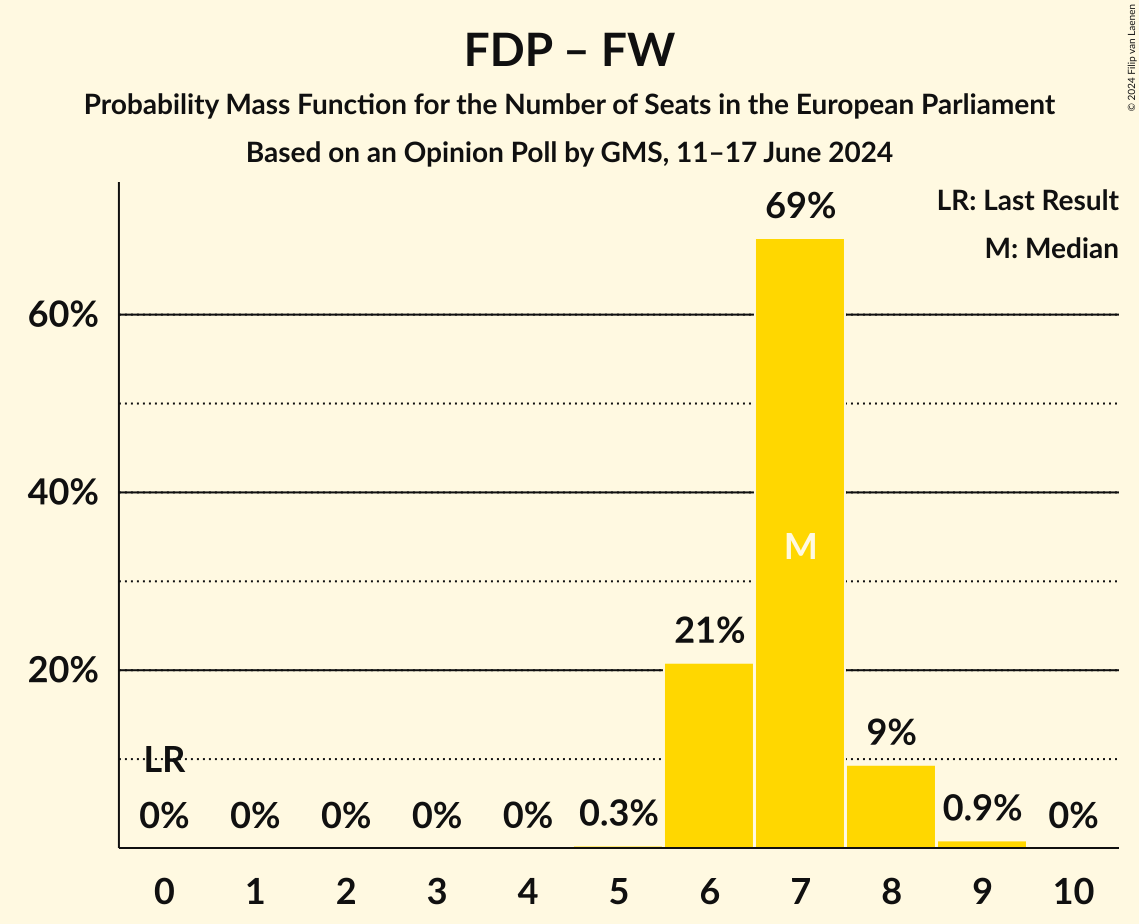 FDP – FW
Probability Mass Function for the Number of Seats in the European Parliament
Based on an Opinion Poll by GMS, 11–17 June 2024
© 2024 Filip van Laenen
LR: Last Result
M: Median
69%
60%
40%
M
21%
20%
9%
LR
0% 0% 0% 0% 0% 0.3% 0.9% 0%
0 1 2 3 4 5 6 7 8 9 10